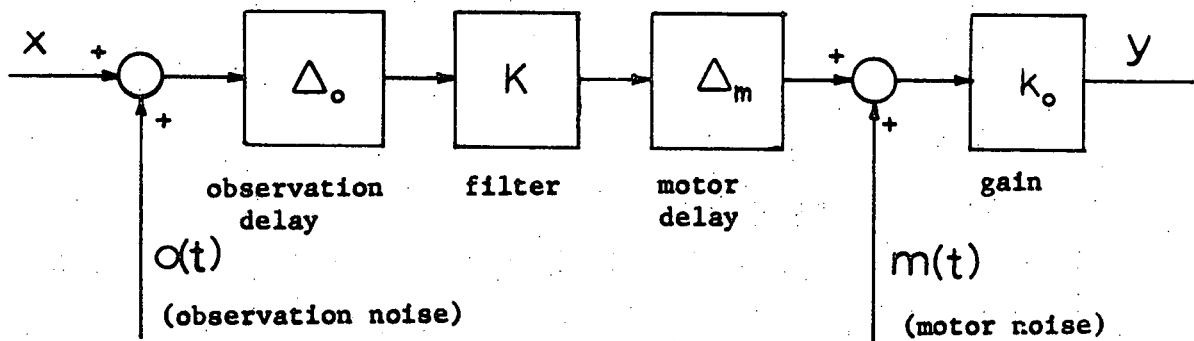 x
+
+
Δo
K
Δm
+
+
ko
y
observation
delay
filter
motor
delay
gain
o(t)
(observation noise)
m(t)
(motor noise)